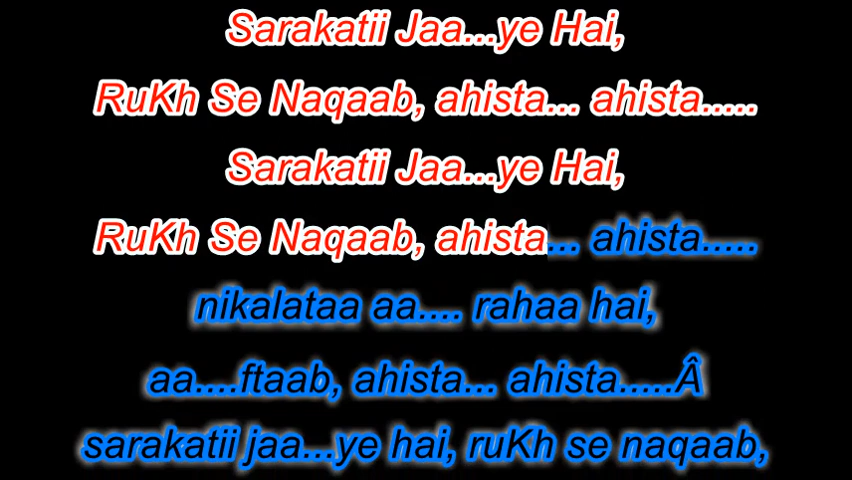 Sarakatii Jaa...ye Hai,
RuKh Se Naqaab, ahista... ahista.....
Sarakatii Jaa...ye Hai,
RuKh Se Naqaab, ahista... ahista.....
nikalataa aa.... rahaa hai,
aa....ftaab, ahista... ahista.....Â
sarakatii jaa...ye hai, ruKh se naqaab,